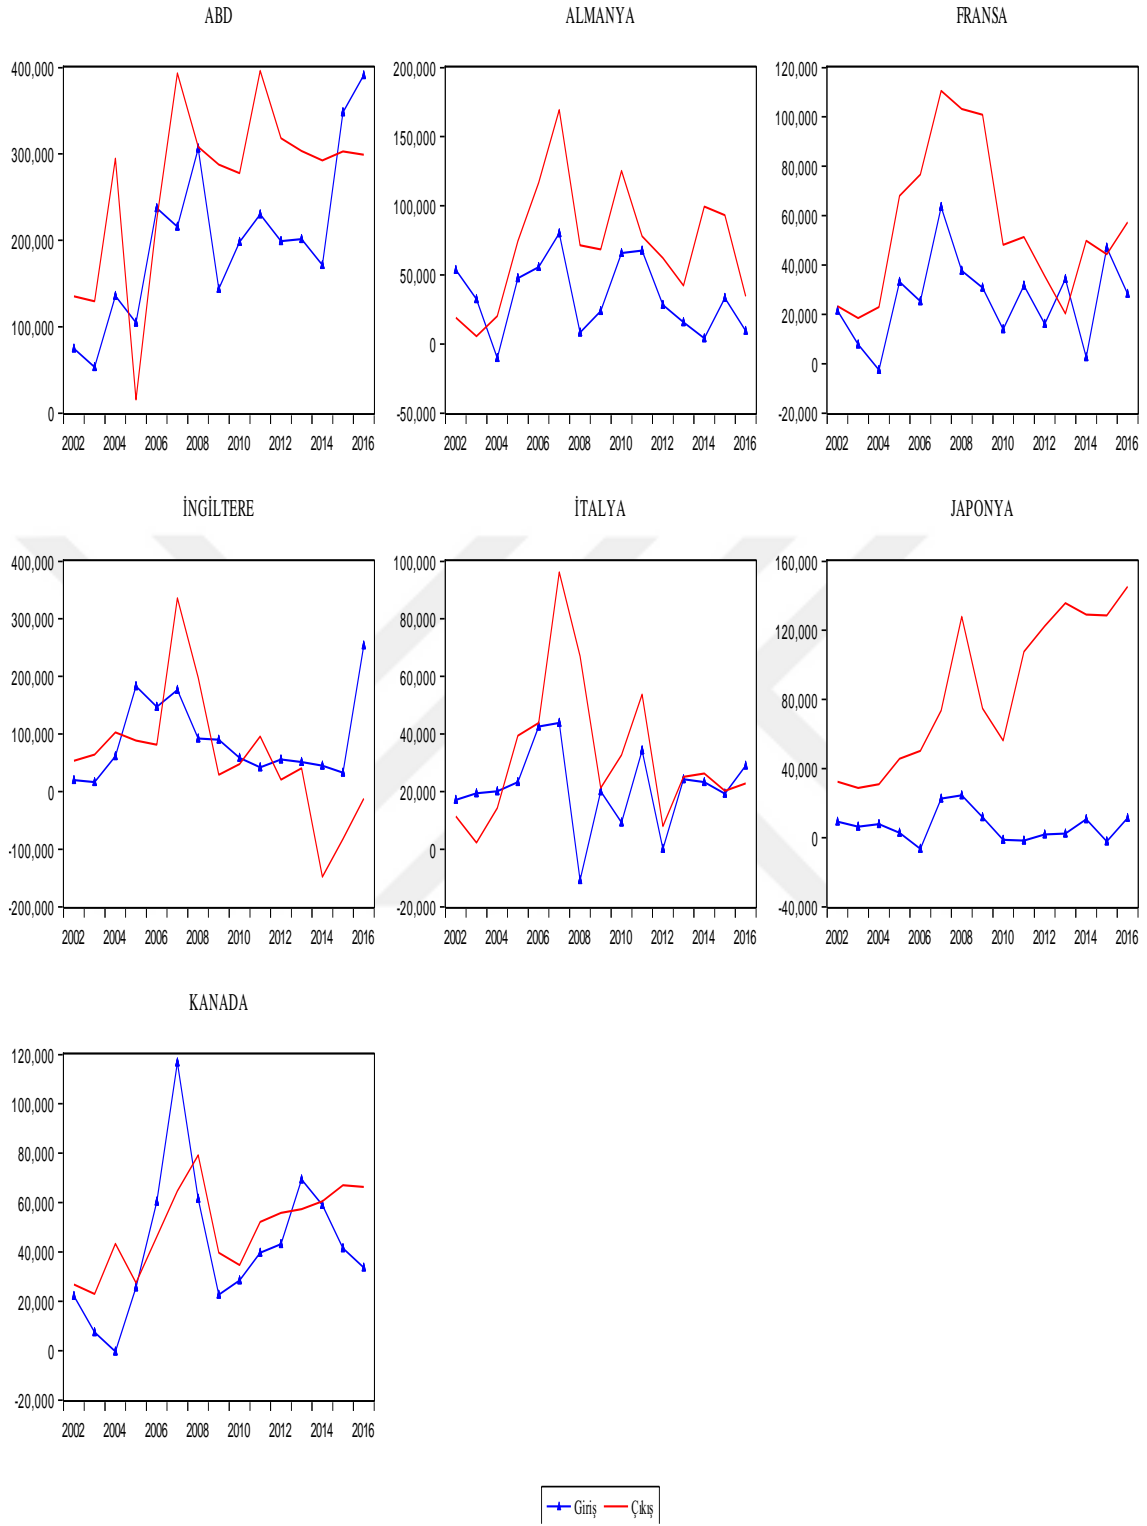 ABD ALMANYA FRANSA
400,000 200,000 120,000
100,000
150,000
300,000 80,000
100,000
60,000
200,000
50,000 40,000
20,000
100,000 0
0
0 -50,000 -20,000
2002 2004 2006 2008 2010 2012 2014 2016 2002 2004 2006 2008 2010 2012 2014 2016 2002 2004 2006 2008 2010 2012 2014 2016
İNGİLTERE İTALYA JAPONYA
400,000 100,000 160,000
300,000 80,000
120,000
200,000 60,000
80,000
100,000 40,000
0 20,000 40,000
-100,000 0 0
-200,000 -20,000 -40,000
2002 2004 2006 2008 2010 2012 2014 2016 2002 2004 2006 2008 2010 2012 2014 2016 2002 2004 2006 2008 2010 2012 2014 2016
KANADA
120,000
100,000
80,000
60,000
40,000
20,000
0
-20,000
2002 2004 2006 2008 2010 2012 2014 2016
Giriş Çıkış